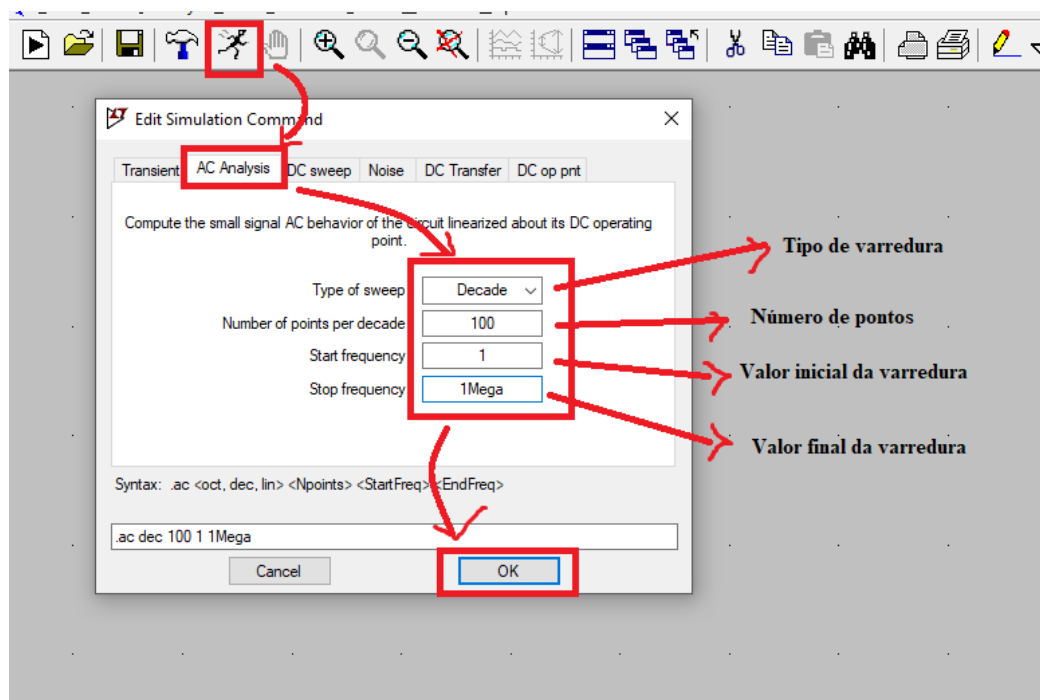 Edit Simulation Command
Transient AC Analysis DC sweep Noise DC Transfer DC op pnt
Compute the small signal AC behavior of the circuit linearized about its DC operating
point.
Tipo de varredura
Type of sweep Decade
Número de pontos
Number of points per decade 100
Start frequency 1
Valor inicial da varredura
Stop frequency 1Mega
Valor final da varredura
Syntax: .ac <oct, dec, lin> <Npoints> <StartFreq> <EndFreq>
.ac dec 100 1 1Mega
Cancel OK